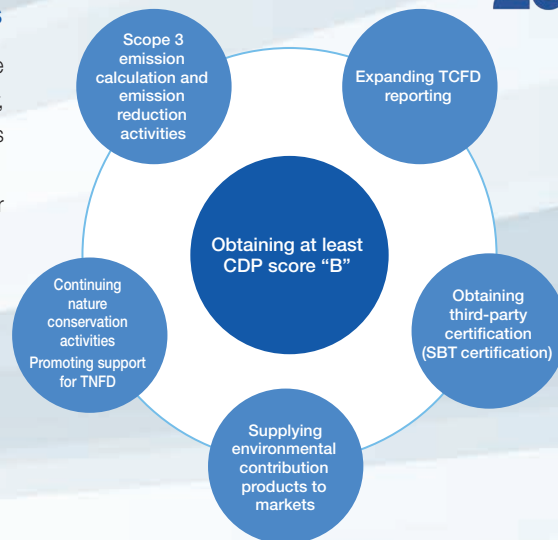 Scope 3
emission
calculation and
emission
reduction
activities
Expanding TCFD
reporting
Obtaining at least
CDP score “B”
Continuing
nature
conservation
activities
Promoting support
for TNFD
Obtaining
third-party
certification
(SBT certification)
Supplying
environmental
contribution
products to
markets